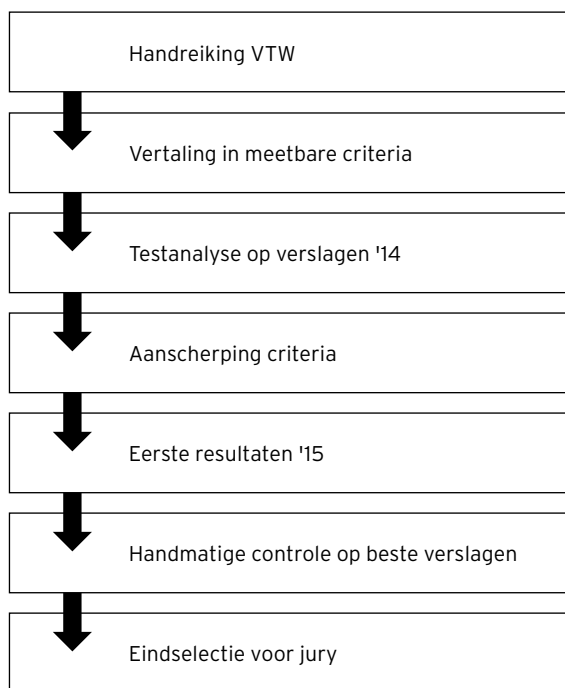 Handreiking VTW
Vertaling in meetbare criteria
Testanalyse op verslagen '14
Aanscherping criteria
Eerste resultaten '15
Handmatige controle op beste verslagen
Eindselectie voor jury